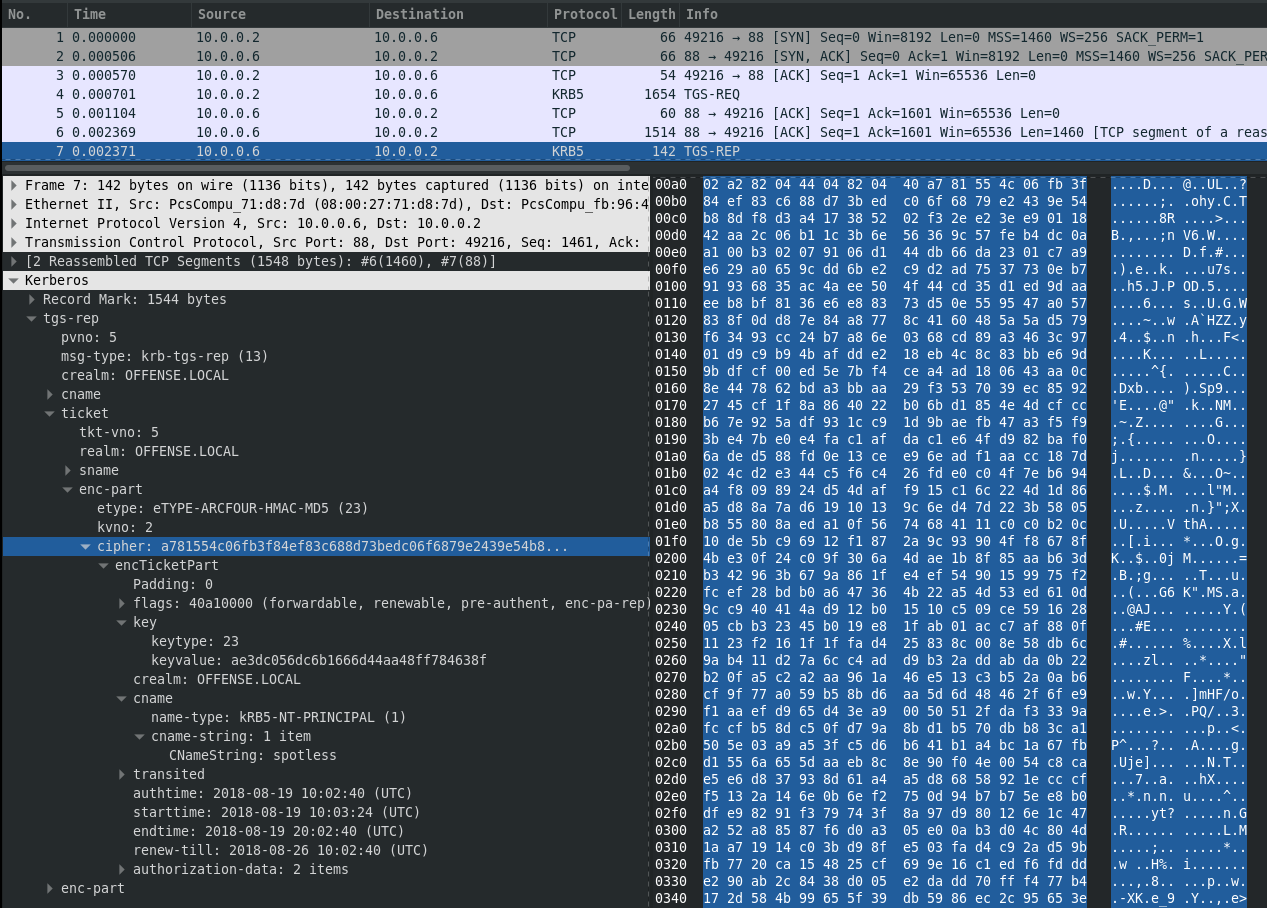 No. Time Source Destination Protocol Length Info
1 0.000000 10.0.0.2 10.0.0.6 TCP 66 49216 → 88 [SYN] Seq=0 Win=8192 Len=0 MSS=1460 WS=256 SACK_PERM=1
2 0.000506 10.0.0.6 10.0.0.2 TCP 66 88 → 49216 [SYN, ACK] Seq=0 Ack=1 Win=8192 Len=0 MSS=1460 WS=256 SACK_PER
3 0.000570 10.0.0.2 10.0.0.6 TCP 54 49216 → 88 [ACK] Seq=1 Ack=1 Win=65536 Len=0
4 0.000701 10.0.0.2 10.0.0.6 KRB5 1654 TGS-REQ
5 0.001104 10.0.0.6 10.0.0.2 TCP 60 88 → 49216 [ACK] Seq=1 Ack=1601 Win=65536 Len=0
6 0.002369 10.0.0.6 10.0.0.2 TCP 1514 88 → 49216 [ACK] Seq=1 Ack=1601 Win=65536 Len=1460 [TCP segment of a reas
7 0.002371 10.0.0.6 10.0.0.2 KRB5 142 TGS-REP
Frame 7: 142 bytes on wire (1136 bits), 142 bytes captured (1136 bits) on inte
Ethernet II, Src: PcsCompu_71:d8:7d (08:00:27:71:d8:7d), Dst: PcsCompu_fb:96:4
Internet Protocol Version 4, Src: 10.0.0.6, Dst: 10.0.0.2
Transmission Control Protocol, Src Port: 88, Dst Port: 49216, Seq: 1461, Ack:
[2 Reassembled TCP Segments (1548 bytes): #6(1460), #7(88)]
Kerberos
Record Mark: 1544 bytes
tgs-rep
pvno: 5
msg-type: krb-tgs-rep (13)
crealm: OFFENSE.LOCAL
cname
ticket
tkt-vno: 5
realm: OFFENSE.LOCAL
sname
enc-part
etype: eTYPE-ARCFOUR-HMAC-MD5 (23)
kvno: 2
cipher: a781554c06fb3f84ef83c688d73bedc06f6879e2439e54b8...
encTicketPart
Padding: 0
flags: 40a10000 (forwardable, renewable, pre-authent, enc-pa-rep)
key
keytype: 23
keyvalue: ae3dc056dc6b1666d44aa48ff784638f
crealm: OFFENSE.LOCAL
cname
name-type: kRB5-NT-PRINCIPAL (1)
cname-string: 1 item
CNameString: spotless
transited
authtime: 2018-08-19 10:02:40 (UTC)
starttime: 2018-08-19 10:03:24 (UTC)
endtime: 2018-08-19 20:02:40 (UTC)
renew-till: 2018-08-26 10:02:40 (UTC)
authorization-data: 2 items
enc-part
00a0 02 a2 82 04 44 04 82 04 40 a7 81 55 4c 06 fb 3f ....D... @..UL..?
00b0 84 ef 83 c6 88 d7 3b ed c0 6f 68 79 e2 43 9e 54 ......;. .ohy.C.T
00c0 b8 8d f8 d3 a4 17 38 52 02 f3 2e e2 3e e9 01 18 ......8R ....>...
00d0 42 aa 2c 06 b1 1c 3b 6e 56 36 9c 57 fe b4 dc 0a B.,...;n V6.W....
00e0 a1 00 b3 02 07 91 06 d1 44 db 66 da 23 01 c7 a9 ........ D.f.#...
00f0 e6 29 a0 65 9c dd 6b e2 c9 d2 ad 75 37 73 0e b7 .).e..k. ...u7s..
0100 91 93 68 35 ac 4a ee 50 4f 44 cd 35 d1 ed 9d aa ..h5.J.P OD.5....
0110 ee b8 bf 81 36 e6 e8 83 73 d5 0e 55 95 47 a0 57 ....6... s..U.G.W
0120 83 8f 0d d8 7e 84 a8 77 8c 41 60 48 5a 5a d5 79 ....~..w .A`HZZ.y
0130 f6 34 93 cc 24 b7 a8 6e 03 68 cd 89 a3 46 3c 97 .4..$..n .h...F<.
0140 01 d9 c9 b9 4b af dd e2 18 eb 4c 8c 83 bb e6 9d ....K... ..L.....
0150 9b df cf 00 ed 5e 7b f4 ce a4 ad 18 06 43 aa 0c .....^{. .....C..
0160 8e 44 78 62 bd a3 bb aa 29 f3 53 70 39 ec 85 92 .Dxb.... ).Sp9...
0170 27 45 cf 1f 8a 86 40 22 b0 6b d1 85 4e 4d cf cc 'E....@" .k..NM..
0180 b6 7e 92 5a df 93 1c c9 1d 9b ae fb 47 a3 f5 f9 .~.Z.... ....G...
0190 3b e4 7b e0 e4 fa c1 af da c1 e6 4f d9 82 ba f0 ;.{..... ...O....
01a0 6a de d5 88 fd 0e 13 ce e9 6e ad f1 aa cc 18 7d j....... .n.....}
01b0 02 4c d2 e3 44 c5 f6 c4 26 fd e0 c0 4f 7e b6 94 .L..D... &...O~..
01c0 a4 f8 09 89 24 d5 4d af f9 15 c1 6c 22 4d 1d 86 ....$.M. ...l"M..
01d0 a5 d8 8a 7a d6 19 10 13 9c 6e d4 7d 22 3b 58 05 ...z.... .n.}";X.
01e0 b8 55 80 8a ed a1 0f 56 74 68 41 11 c0 c0 b2 0c .U.....V thA.....
01f0 10 de 5b c9 69 12 f1 87 2a 9c 93 90 4f f8 67 8f ..[.i... *...O.g.
0200 4b e3 0f 24 c0 9f 30 6a 4d ae 1b 8f 85 aa b6 3d K..$..0j M......=
0210 b3 42 96 3b 67 9a 86 1f e4 ef 54 90 15 99 75 f2 .B.;g... ..T...u.
0220 fc ef 28 bd b0 a6 47 36 4b 22 a5 4d 53 ed 61 0d ..(...G6 K".MS.a.
0230 9c c9 40 41 4a d9 12 b0 15 10 c5 09 ce 59 16 28 ..@AJ... .....Y.(
0240 05 cb b3 23 45 b0 19 e8 1f ab 01 ac c7 af 88 0f ...#E... ........
0250 11 23 f2 16 1f 1f fa d4 25 83 8c 00 8e 58 db 6c .#...... %....X.l
0260 9a b4 11 d2 7a 6c c4 ad d9 b3 2a dd ab da 0b 22 ....zl.. ..*...."
0270 b2 0f a5 c2 a2 aa 96 1a 46 e5 13 c3 b5 2a 0a b6 ........ F....*..
0280 cf 9f 77 a0 59 b5 8b d6 aa 5d 6d 48 46 2f 6f e9 ..w.Y... .]mHF/o.
0290 f1 aa ef d9 65 d4 3e a9 00 50 51 2f da f3 33 9a ....e.>. .PQ/..3.
02a0 fc cf b5 8d c5 0f d7 9a 8b d1 b5 70 db b8 3c a1 ........ ...p..<.
02b0 50 5e 03 a9 a5 3f c5 d6 b6 41 b1 a4 bc 1a 67 fb P^...?.. .A....g.
02c0 d1 55 6a 65 5d aa eb 8c 8e 90 f0 4e 00 54 c8 ca .Uje]... ...N.T..
02d0 e5 e6 d8 37 93 8d 61 a4 a5 d8 68 58 92 1e cc cf ...7..a. ..hX....
02e0 f5 13 2a 14 6e 0b 6e f2 75 0d 94 b7 b7 5e e8 b0 ..*.n.n. u....^..
02f0 df e9 82 91 f3 79 74 3f 8a 97 d9 80 12 6e 1c 47 .....yt? .....n.G
0300 a2 52 a8 85 87 f6 d0 a3 05 e0 0a b3 d0 4c 80 4d .R...... .....L.M
0310 1a a7 19 14 c0 3b d9 8f e5 03 fa d4 c9 2a d5 9b .....;.. .....*..
0320 fb 77 20 ca 15 48 25 cf 69 9e 16 c1 ed f6 fd dd .w ..H%. i.......
0330 e2 90 ab 2c 84 38 d0 05 e2 da dd 70 ff f4 77 b4 ...,.8.. ...p..w.
0340 17 2d 58 4b 99 65 5f 39 db 59 86 ec 2c 95 65 3e .-XK.e_9 .Y..,.e>